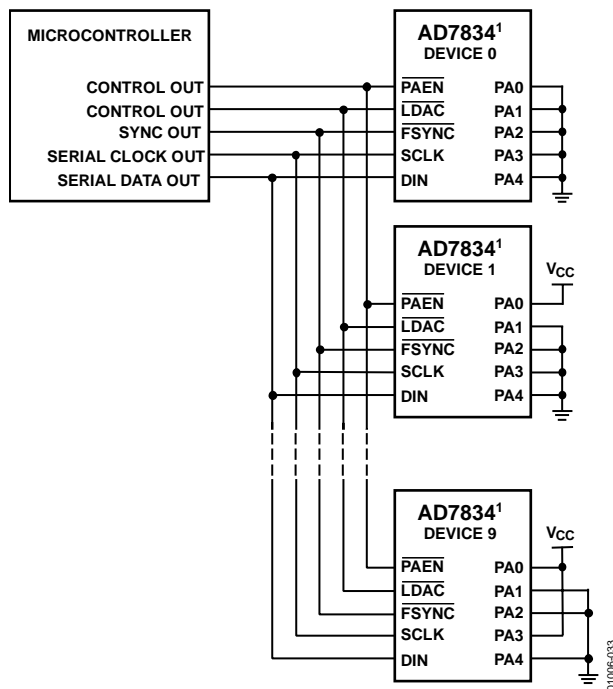 MICROCONTROLLER
CONTROL OUT
CONTROL OUT
SYNC OUT
SERIAL CLOCK OUT
SERIAL DATA OUT
AD7834¹
DEVICE 0
PAEN PA0
LDAC PA1
FSYNC PA2
SCLK PA3
DIN PA4
AD7834¹
DEVICE 1
VCC
PAEN PA0
LDAC PA1
FSYNC PA2
SCLK PA3
DIN PA4
AD7834¹
DEVICE 9
VCC
PAEN PA0
LDAC PA1
FSYNC PA2
SCLK PA3
DIN PA4
01006-033